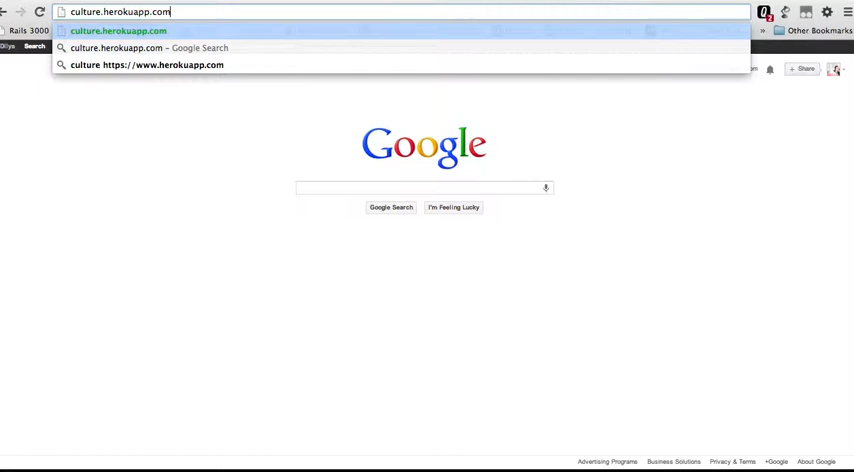 culture.herokuapp.com
Rails 3000
culture.herokuapp.com
» Other Bookmarks
Search
culture.herokuapp.com – Google Search
culture https://www.herokuapp.com
+ Share
Google
Google Search I'm Feeling Lucky
Advertising Programs Business Solutions Privacy & Terms +Google About Google